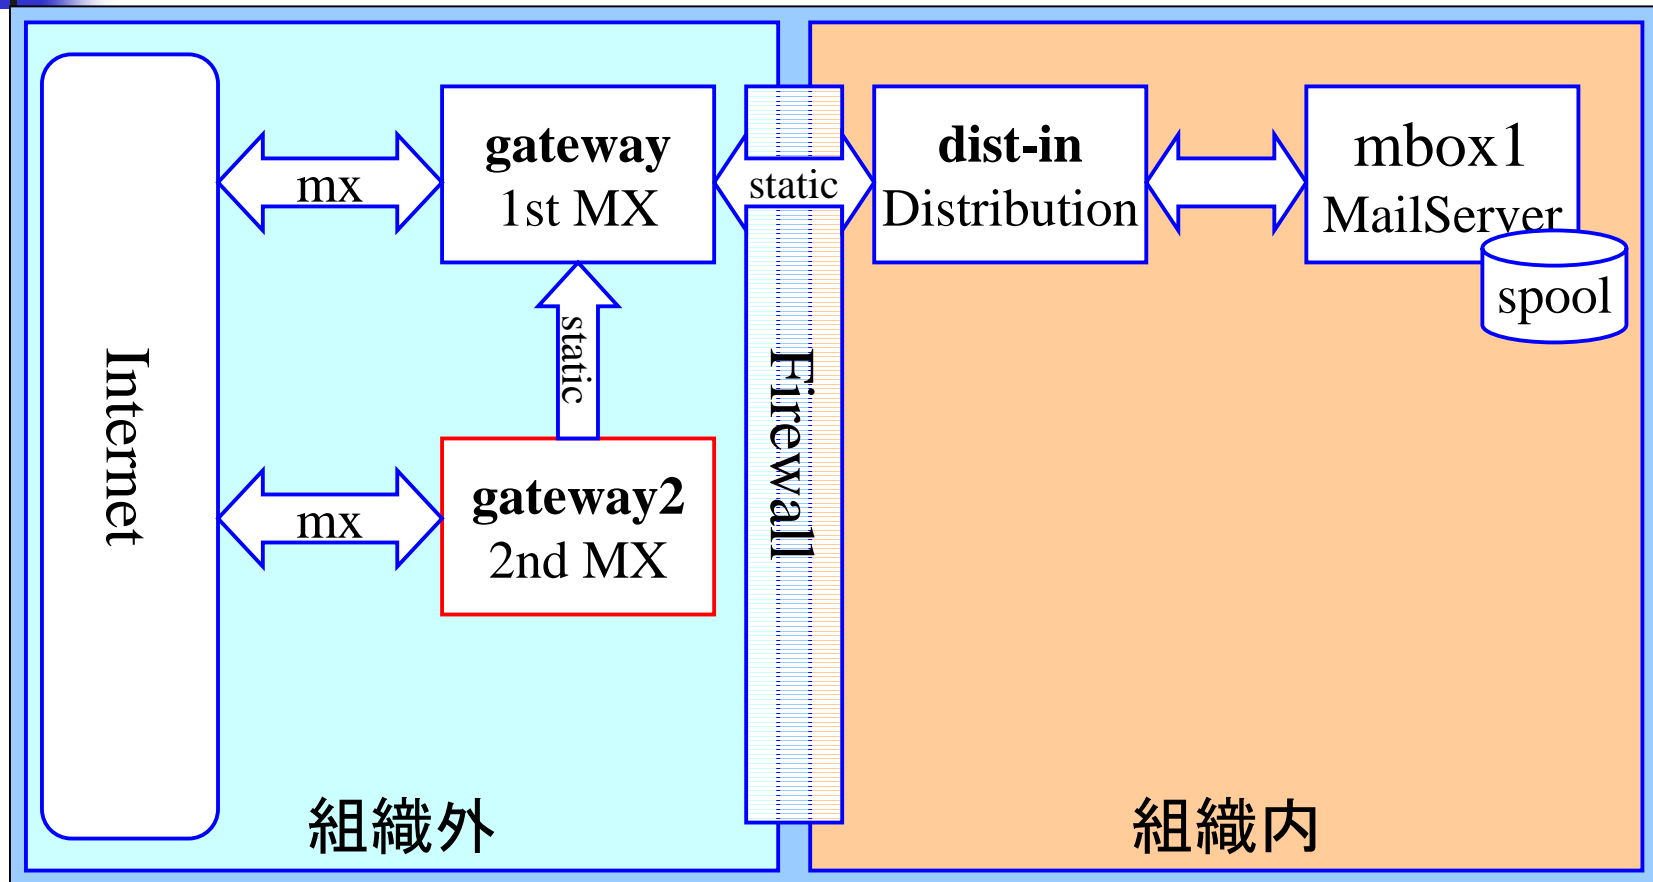 Internet
mx
gateway
1st MX
static
mx
gateway2
2nd MX
static
Firewall
dist-in
Distribution
mbox1
MailServer
spool
組織外
組織内